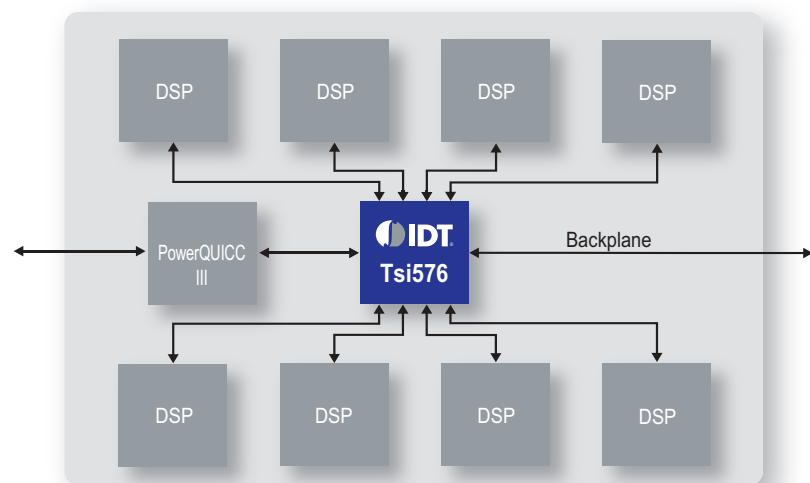 DSP
DSP
DSP
DSP
PowerQUICC
III
IDT
Tsi576
Backplane
DSP
DSP
DSP
DSP